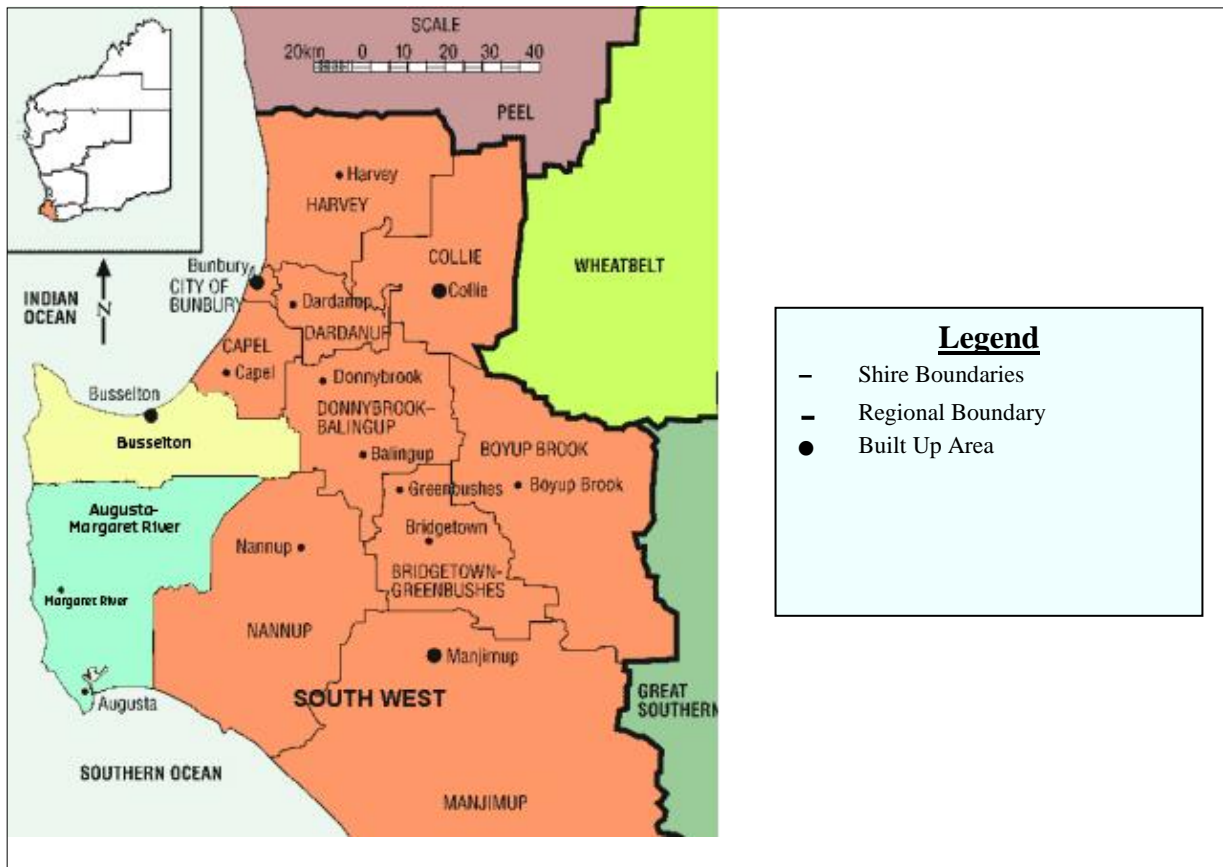 SCALE
20km 0 10 20 30 40
PEEL
Harvey
HARVEY
COLLIE
WHEATBELT
Bunbury
CITY OF
BUNBURY
Collie
INDIAN
OCEAN
N
Dardanup
DARDANUP
CAPEL
Capel
Donnybrook
DONNYBROOK–
BALINGUP
Busselton
Busselton
Balingup
BOYUP BROOK
Greenbushes
Boyup Brook
Augusta-
Margaret River
Bridgetown
Nannup
BRIDGETOWN-
GREENBUSHES
Margaret River
NANNUP
Manjimup
SOUTH WEST
GREAT
SOUTHERN
Augusta
SOUTHERN OCEAN
MANJIMUP
Legend
Shire Boundaries
Regional Boundary
Built Up Area